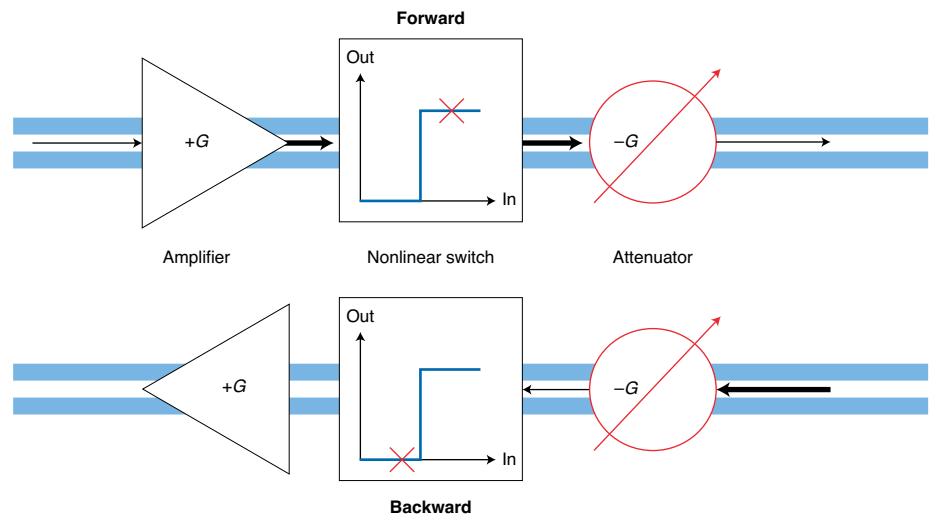 Forward
Out
In
+G
−G
Amplifier
Nonlinear switch
Attenuator
Out
In
+G
−G
Backward